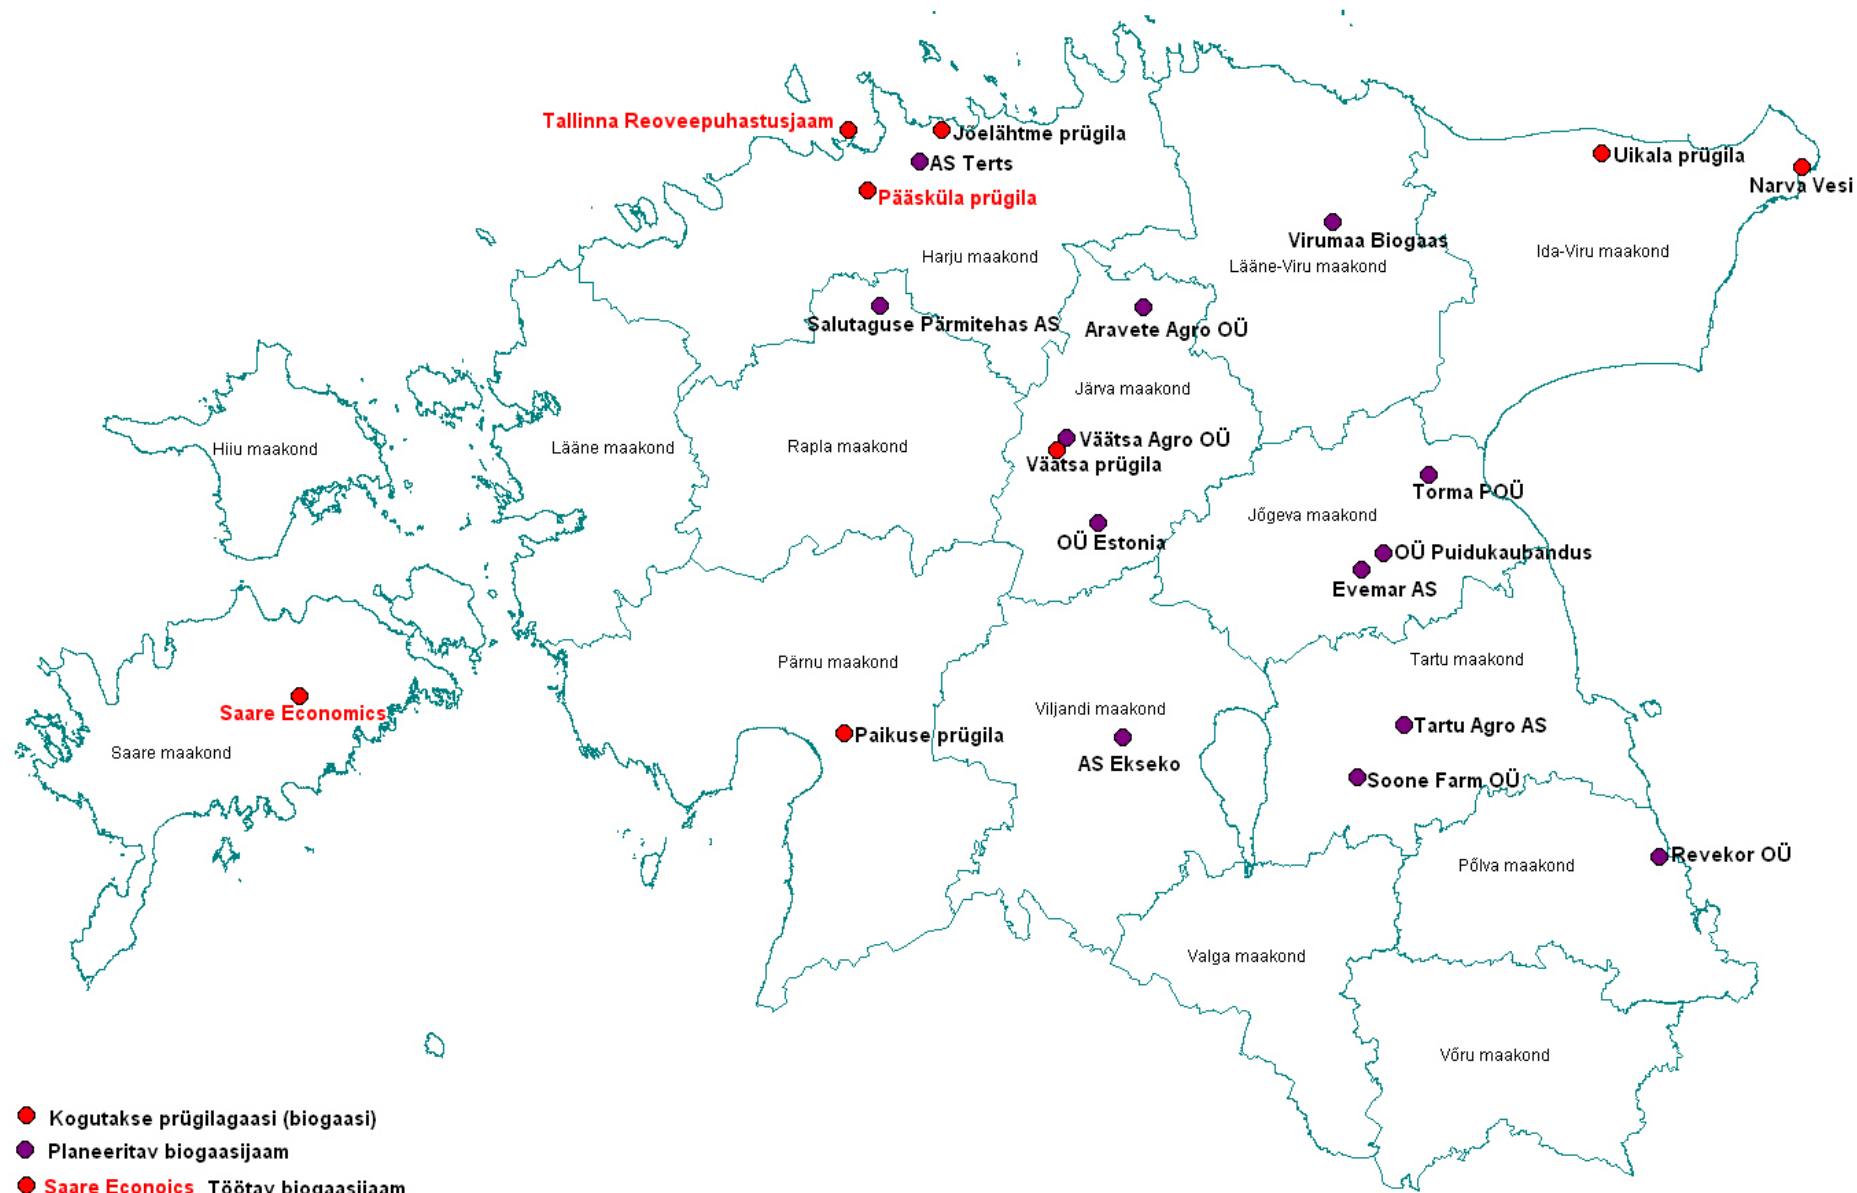 Tallinna Reoveepuhastusjaam
Jõelähtme prügila
AS Terts
Pääsküla prügila
Uikala prügila
Narva Vesi
Virumaa Biogaas
Harju maakond
Lääne-Viru maakond
Ida-Viru maakond
Salutaguse Pärmitehas AS
Aravete Agro OÜ
Järva maakond
Hiiu maakond
Lääne maakond
Rapla maakond
Väätsa Agro OÜ
Väätsa prügila
Torma POÜ
Jõgeva maakond
OÜ Estonia
OÜ Puidukaubandus
Evemar AS
Pärnu maakond
Tartu maakond
Saare Economics
Viljandi maakond
Saare maakond
Paikuse prügila
Tartu Agro AS
AS Ekseko
Soone Farm OÜ
Põlva maakond
Revekor OÜ
Valga maakond
Võru maakond
Kogutakse prügilagaasi (biogaasi)
Planeeritav biogaasijaam
Saare Econoics Töötav biogaasijaam